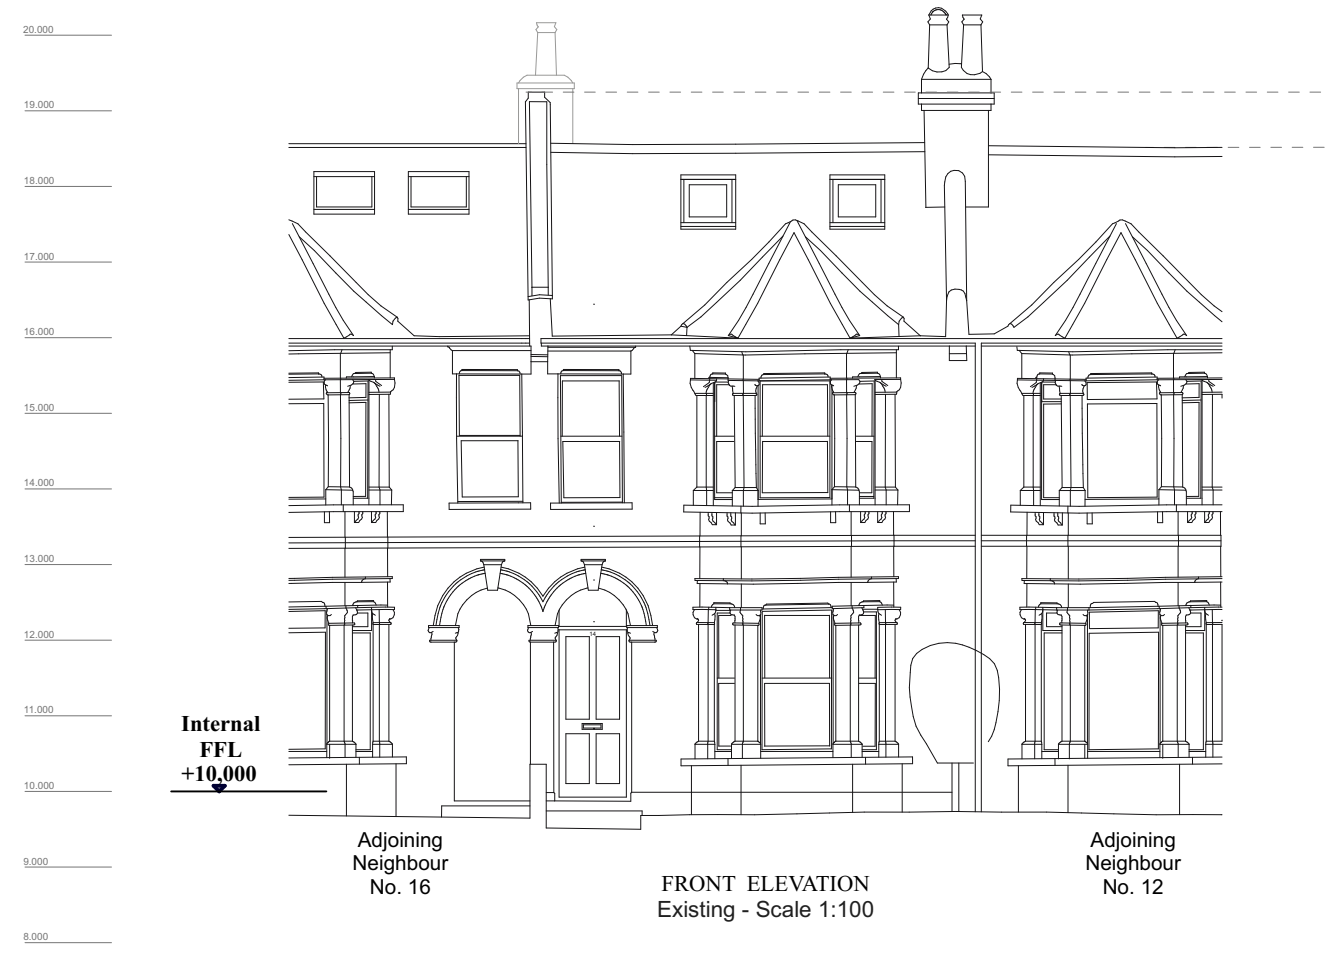 20.000
19.000
18.000
17.000
16.000
15.000
14.000
13.000
12.000
11.000
10.000
9.000
8.000
Internal
FFL
+10,000
14
Adjoining
Neighbour
No. 16
FRONT ELEVATION
Existing - Scale 1:100
Adjoining
Neighbour
No. 12